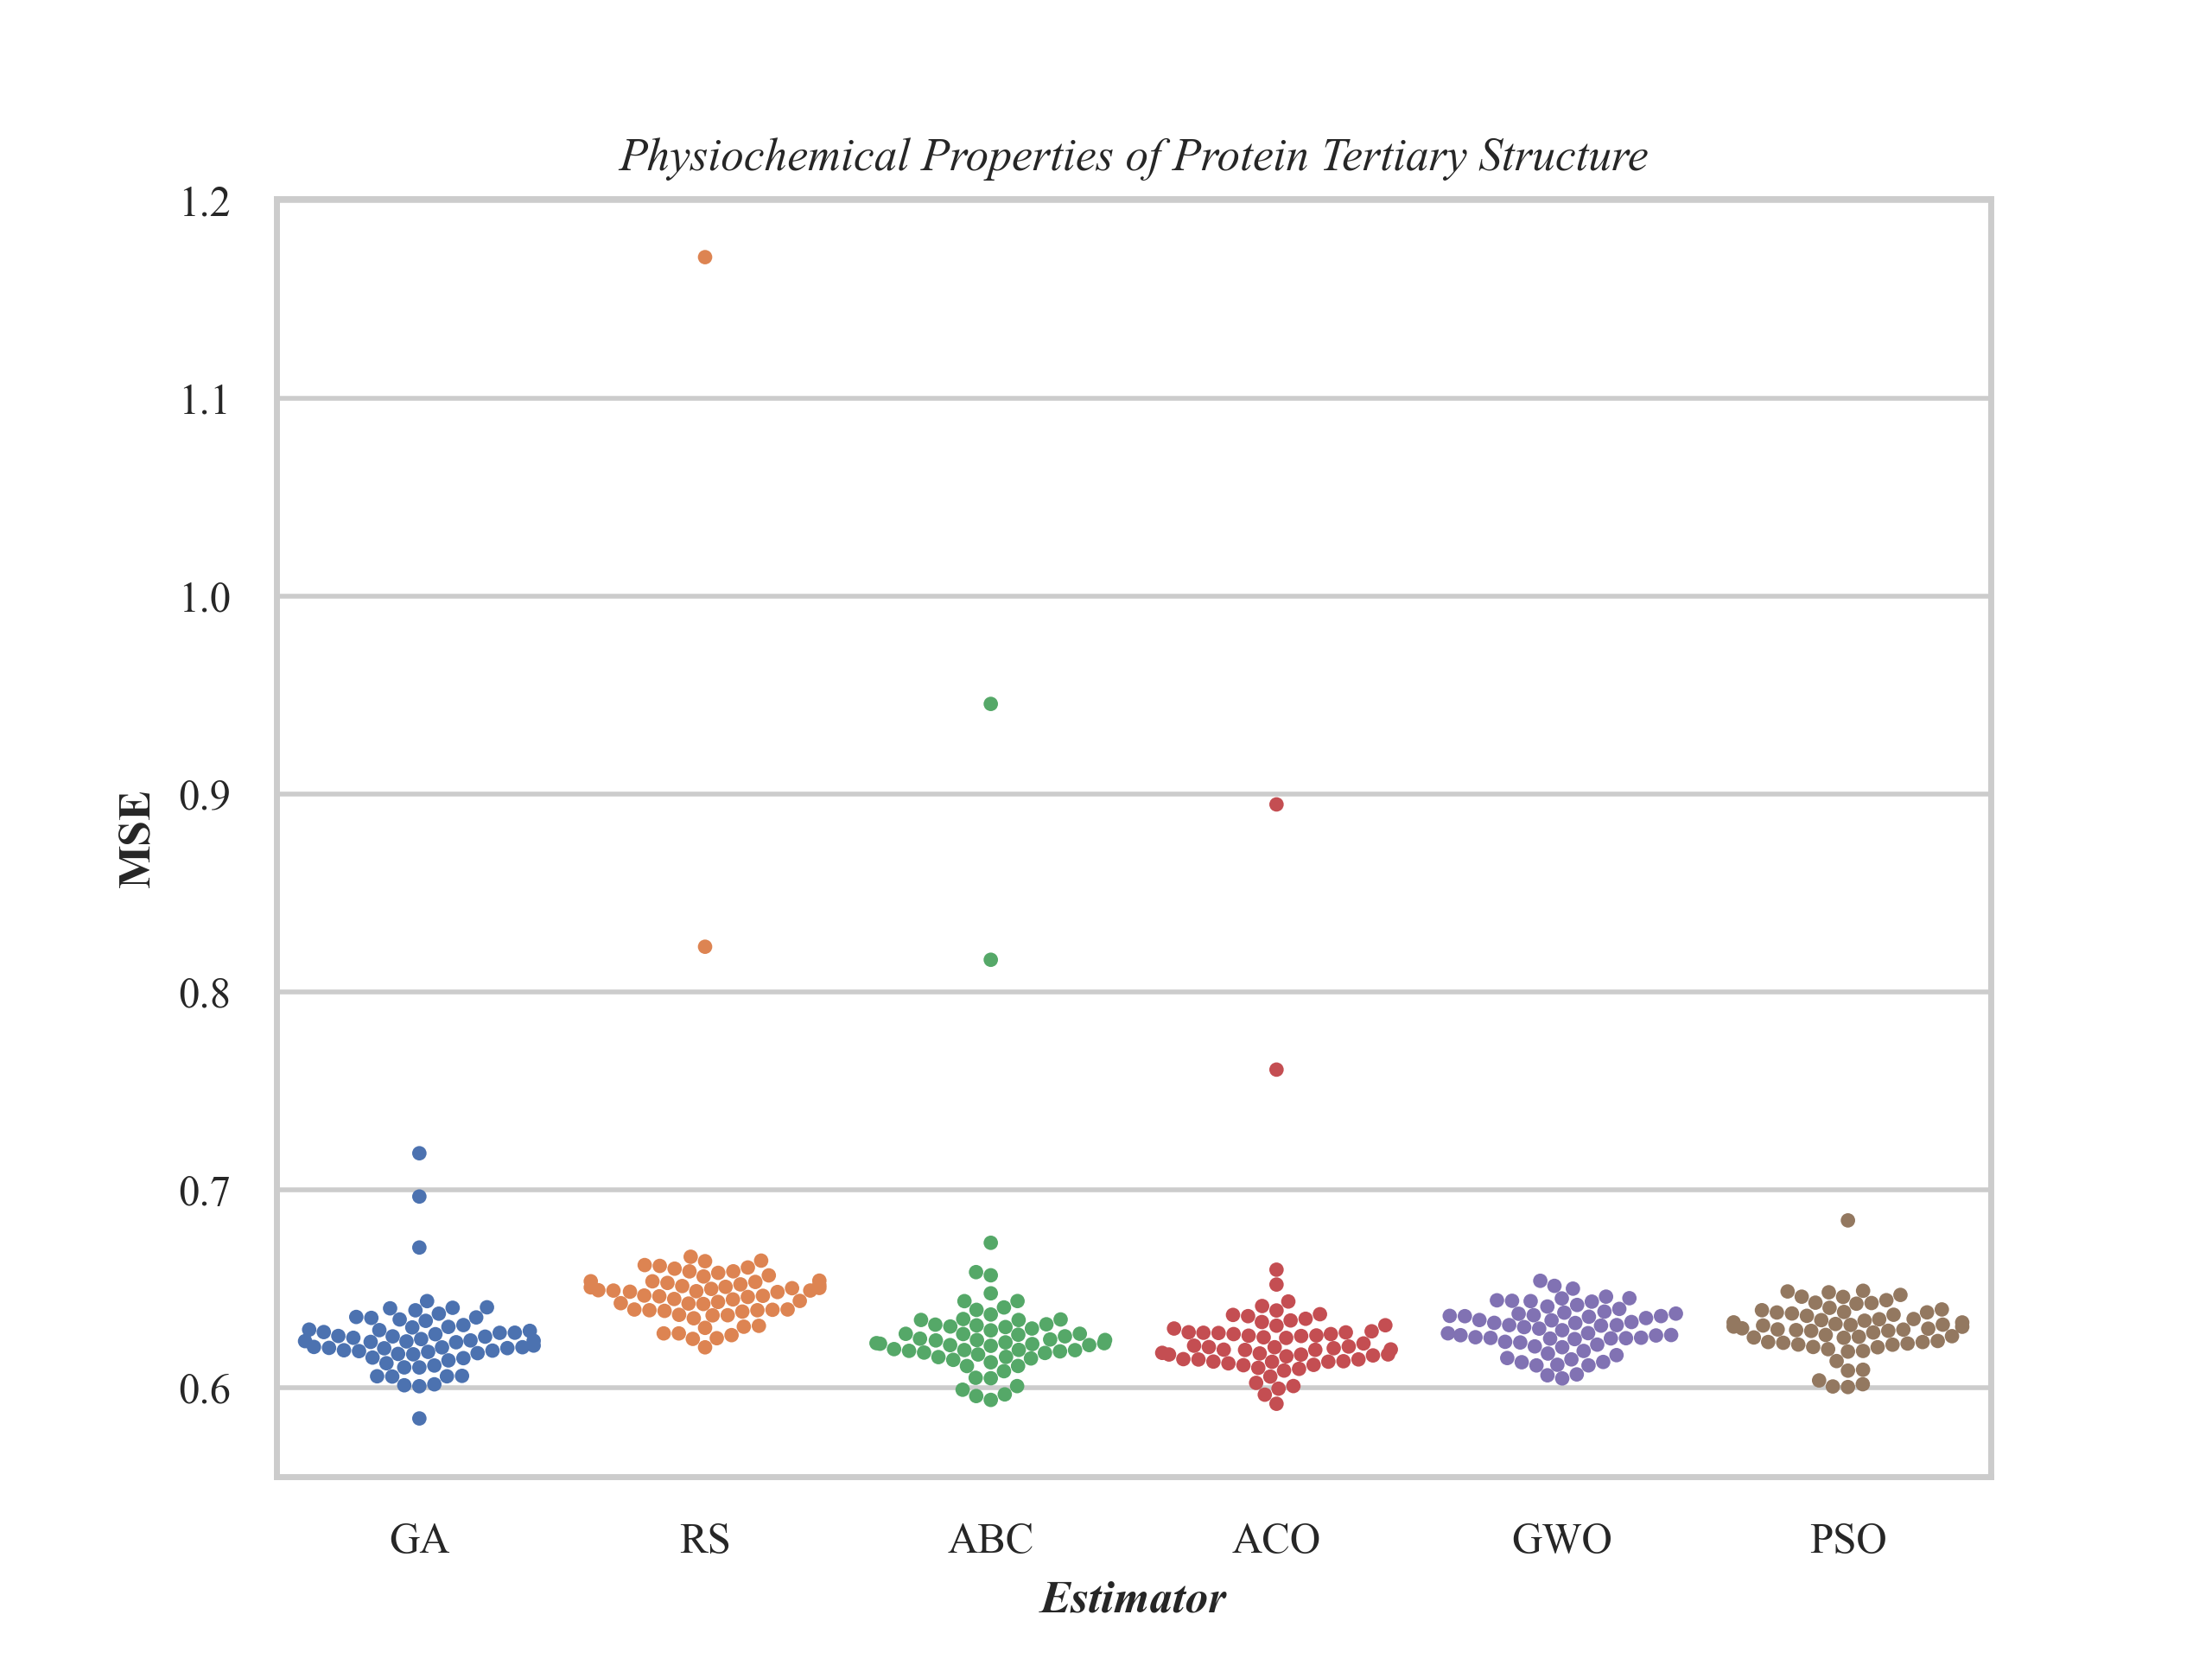 Physiochemical Properties of Protein Tertiary Structure
1.2
1.1
1.0
0.9
0.8
0.7
0.6
MSE
GA RS ABC ACO GWO PSO
Estimator